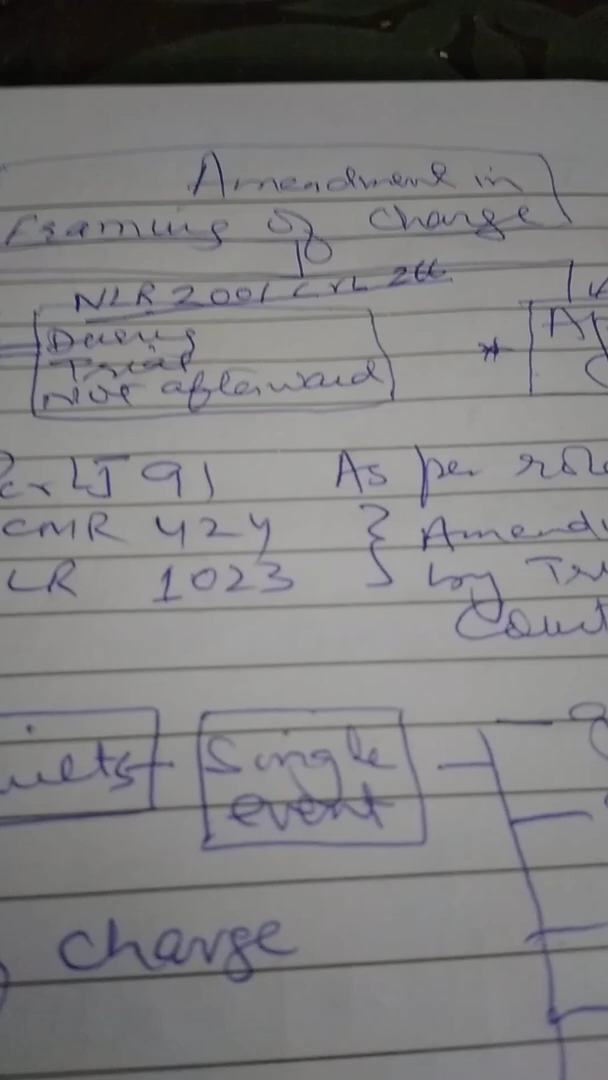 Amendment in
Framing of charge
NLR 2001 CrL 266
During
Trial
Not afterward
CrLJ 91 As per
CMR 424 } Amend
LR 1023 } by Tr
Court
Single
event
charge